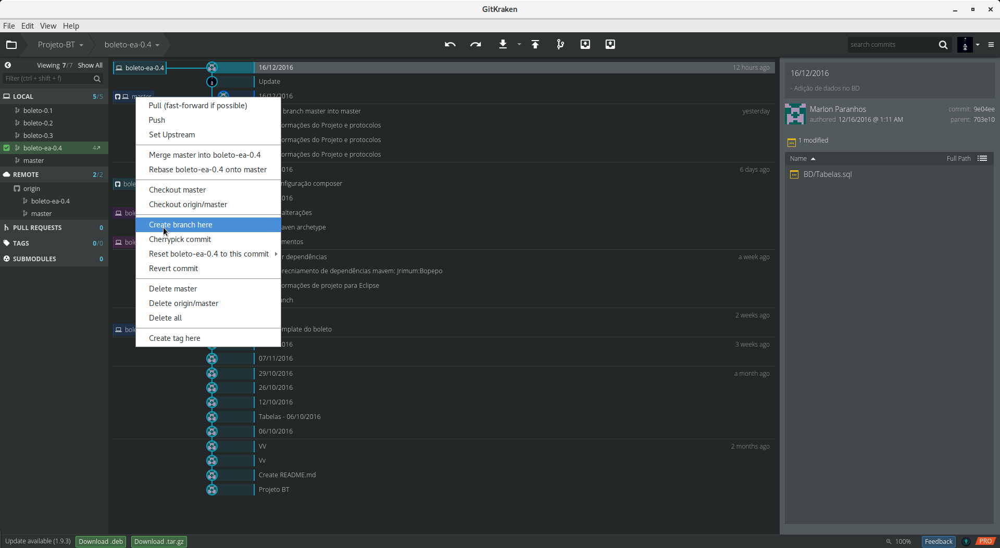 GitKraken
File Edit View Help
Projeto-BT boleto-ea-0.4 search commits
Viewing 7/7 Show All
Filter (ctrl + shift + f)
LOCAL 5/5
boleto-0.1
boleto-0.2
boleto-0.3
boleto-ea-0.4 4↗
master
REMOTE 2/2
origin
boleto-ea-0.4
master
PULL REQUESTS 0
TAGS 0/0
SUBMODULES 0
boleto-ea-0.4 16/12/2016 12 hours ago
Update
master 16/12/2016
branch master into master yesterday
ormações do Projeto e protocolos
ormações do Projeto e protocolos
ormações do Projeto e protocolos
016 6 days ago
bole nfiguração composer
016
bole alterações
aven archetype
bole mentos
r dependências a week ago
recniamento de dependências mavem: Jrimum:Bopepo
ormações de projeto para Eclipse
anch
2 weeks ago
bole mplate do boleto
016 3 weeks ago
07/11/2016
29/10/2016 a month ago
26/10/2016
12/10/2016
Tabelas - 06/10/2016
06/10/2016
VV 2 months ago
Vv
Create README.md
Projeto BT
Pull (fast-forward if possible)
Push
Set Upstream
Merge master into boleto-ea-0.4
Rebase boleto-ea-0.4 onto master
Checkout master
Checkout origin/master
Create branch here
Cherrypick commit
Reset boleto-ea-0.4 to this commit
Revert commit
Delete master
Delete origin/master
Delete all
Create tag here
16/12/2016
- Adição de dados no BD
Marlon Paranhos commit: 9e04ee
authored 12/16/2016 @ 1:11 AM parent: 703e10
1 modified
Name Full Path
BD/Tabelas.sql
Update available (1.9.3) Download .deb Download .tar.gz 100% Feedback PRO